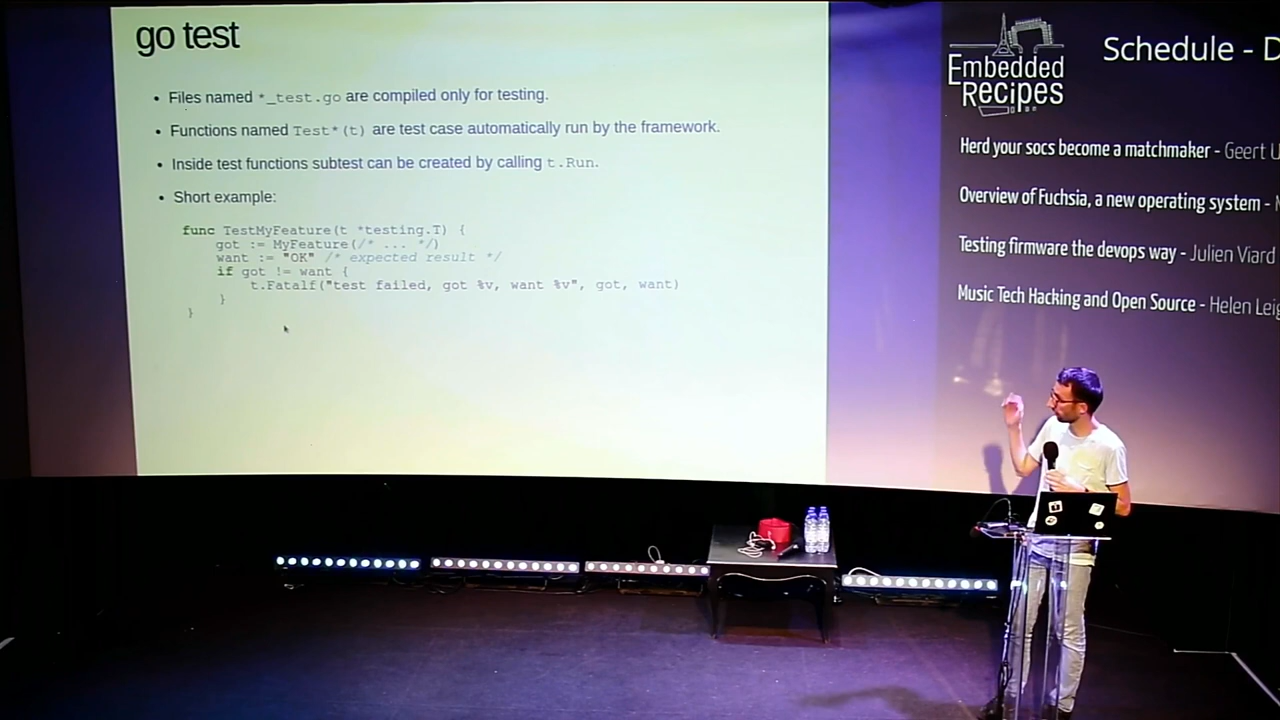 go test
• Files named *_test.go are compiled only for testing.
• Functions named Test*(t) are test case automatically run by the framework.
• Inside test functions subtest can be created by calling t.Run.
• Short example:
func TestMyFeature(t *testing.T) {
got := MyFeature(/* ... */)
want := "OK" /* expected result */
if got != want {
t.Fatalf("test failed, got %v, want %v", got, want)
}
}
Embedded
Recipes
Schedule - D
Herd your socs become a matchmaker - Geert U
Overview of Fuchsia, a new operating system -
Testing firmware the devops way - Julien Viard
Music Tech Hacking and Open Source - Helen Leig